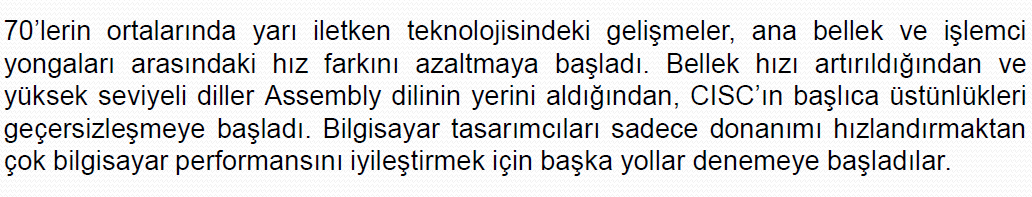 70’lerin ortalarında yarı iletken teknolojisindeki gelişmeler, ana bellek ve işlemci
yongaları arasındaki hız farkını azaltmaya başladı. Bellek hızı artırıldığından ve
yüksek seviyeli diller Assembly dilinin yerini aldığından, CISC’ın başlıca üstünlükleri
geçersizleşmeye başladı. Bilgisayar tasarımcıları sadece donanımı hızlandırmaktan
çok bilgisayar performansını iyileştirmek için başka yollar denemeye başladılar.